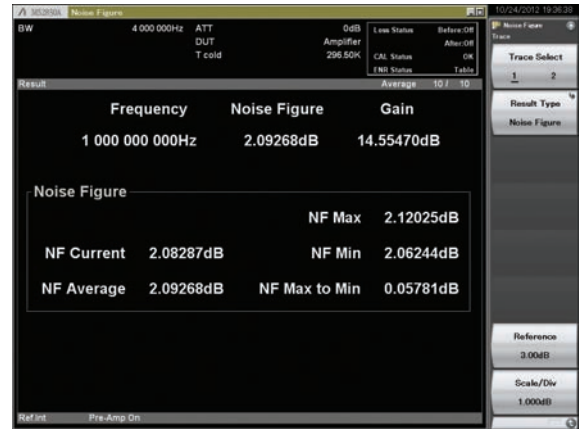 MS2850A Noise Figure
10/24/2012 19:36:38
BW 4 000 000Hz ATT 0dB
DUT Amplifier
T cold 296.50K
Loss Status Before:Off
After:Off
CAL Status OK
ENR Status Table
Result Average 10 / 10
Frequency Noise Figure Gain
1 000 000 000Hz 2.09268dB 14.55470dB
Noise Figure
NF Max 2.12025dB
NF Current 2.08287dB NF Min 2.06244dB
NF Average 2.09268dB NF Max to Min 0.05781dB
Ref.Int Pre-Amp On
Noise Figure
Trace
Trace Select
1 2
Result Type
Noise Figure
Reference
3.00dB
Scale/Div
1.000dB